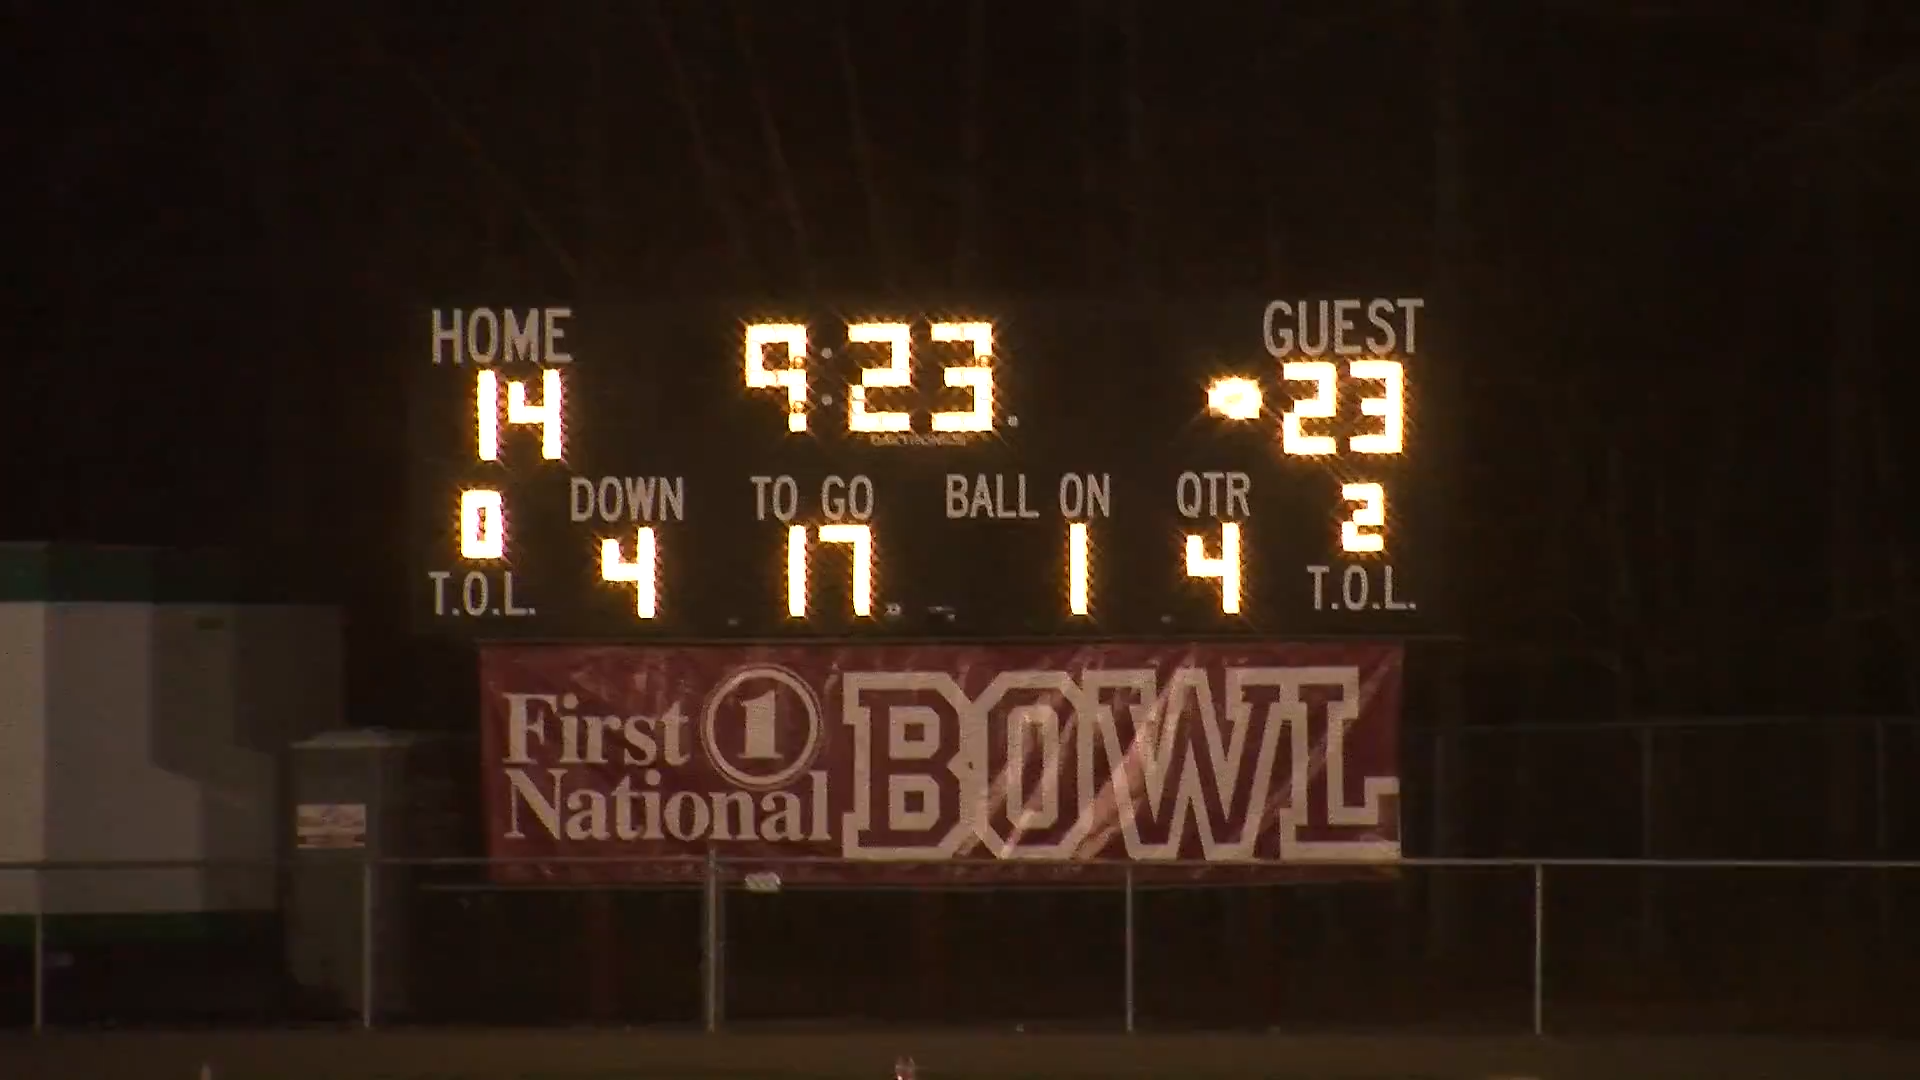 HOME 9:23 GUEST
14 23
DOWN TO GO BALL ON QTR
0 4 17 1 4 2
T.O.L. T.O.L.
First 1 BOWL
National